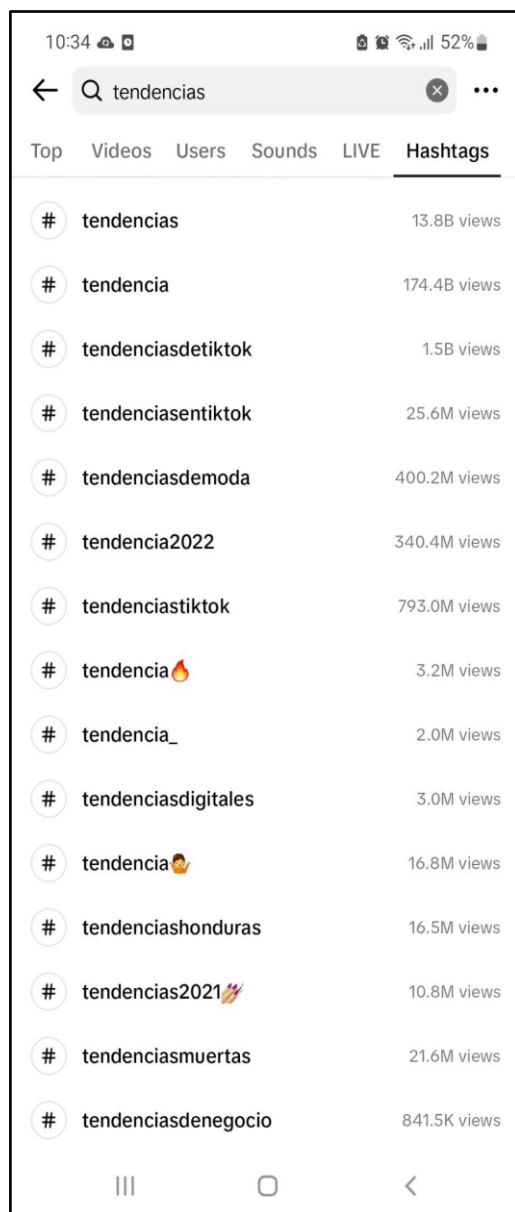 10:34 52%
tendencias
Top Videos Users Sounds LIVE Hashtags
# tendencias 13.8B views
# tendencia 174.4B views
# tendenciasdetiktok 1.5B views
# tendenciasentiktok 25.6M views
# tendenciasdemoda 400.2M views
# tendencia2022 340.4M views
# tendenciastiktok 793.0M views
# tendencia🔥 3.2M views
# tendencia_ 2.0M views
# tendenciasdigitales 3.0M views
# tendencia🤷 16.8M views
# tendenciashonduras 16.5M views
# tendencias2021💅🏼 10.8M views
# tendenciasmuertas 21.6M views
# tendenciasdenegocio 841.5K views